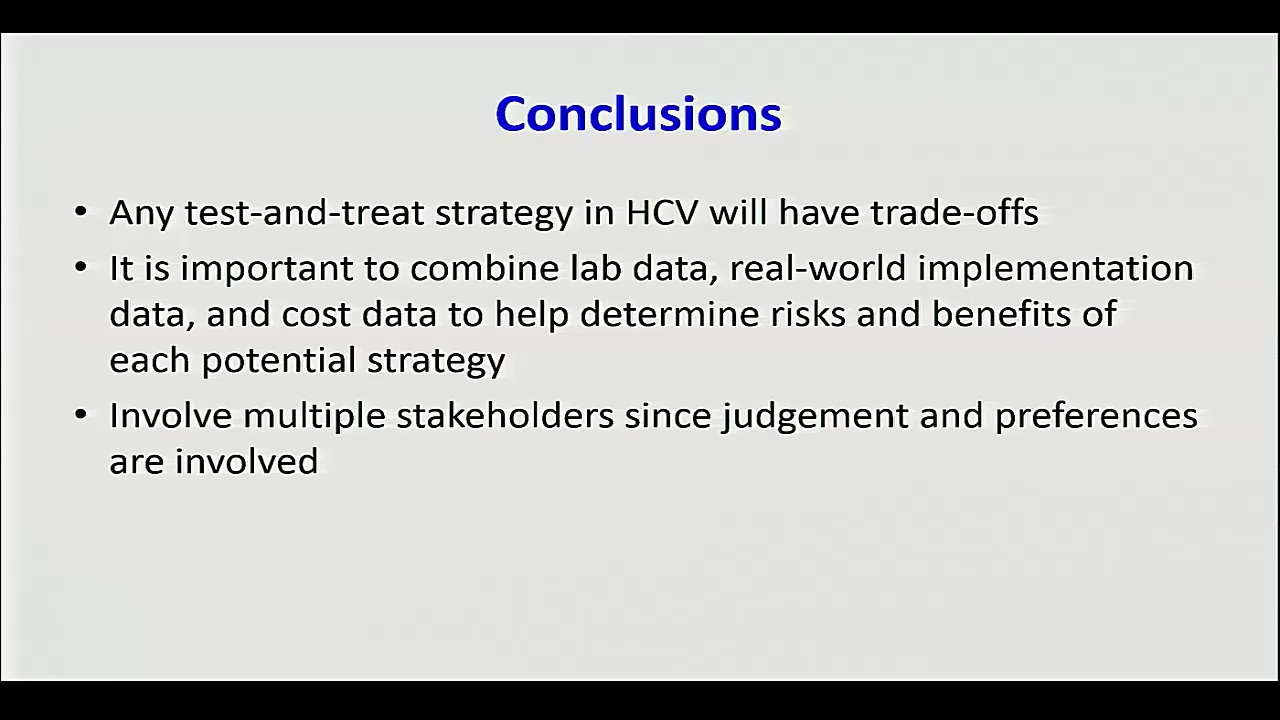 Conclusions
• Any test-and-treat strategy in HCV will have trade-offs
• It is important to combine lab data, real-world implementation
data, and cost data to help determine risks and benefits of
each potential strategy
• Involve multiple stakeholders since judgement and preferences
are involved